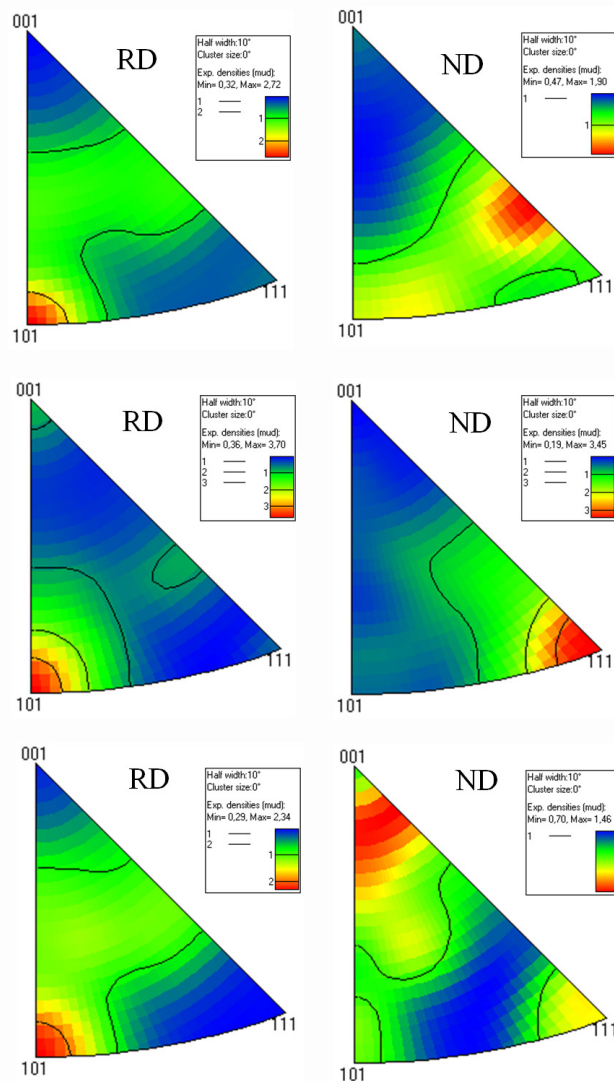 001
RD
Half width:10°
Cluster size:0°
Exp. densities (mud):
Min= 0,32, Max= 2,72
1
2
1
2
101
111
001
ND
Half width:10°
Cluster size:0°
Exp. densities (mud):
Min= 0,47, Max= 1,90
1
1
101
111
001
RD
Half width:10°
Cluster size:0°
Exp. densities (mud):
Min= 0,36, Max= 3,70
1
2
3
1
2
3
101
111
001
ND
Half width:10°
Cluster size:0°
Exp. densities (mud):
Min= 0,19, Max= 3,45
1
2
3
1
2
3
101
111
001
RD
Half width:10°
Cluster size:0°
Exp. densities (mud):
Min= 0,29, Max= 2,34
1
2
1
2
101
111
001
ND
Half width:10°
Cluster size:0°
Exp. densities (mud):
Min= 0,70, Max= 1,46
1
101
111